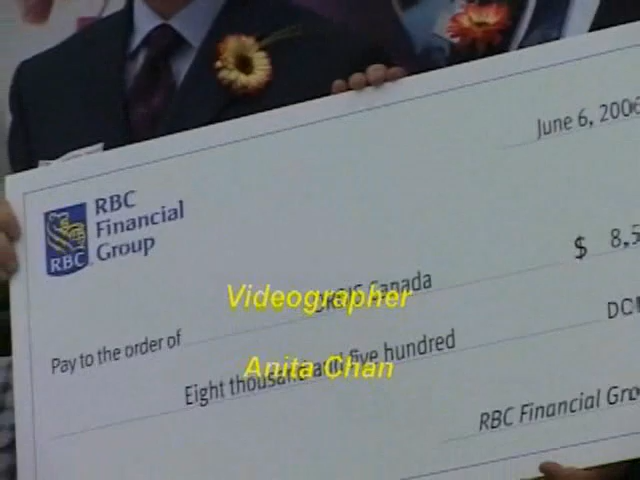 June 6, 2006
RBC
Financial
Group
RBC
$ 8,5
Videographer
Canada
Pay to the order of
Anita Chan
Eight thousand and five hundred
RBC Financial Gro